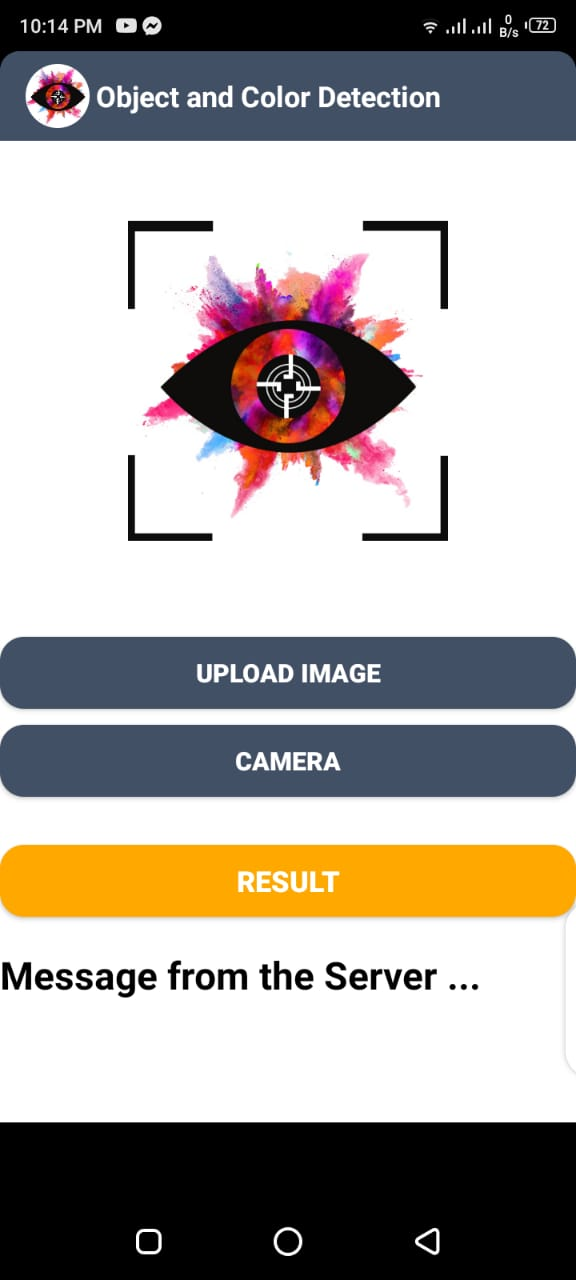 10:14 PM 0 B/s 72
Object and Color Detection
UPLOAD IMAGE
CAMERA
RESULT
Message from the Server ...